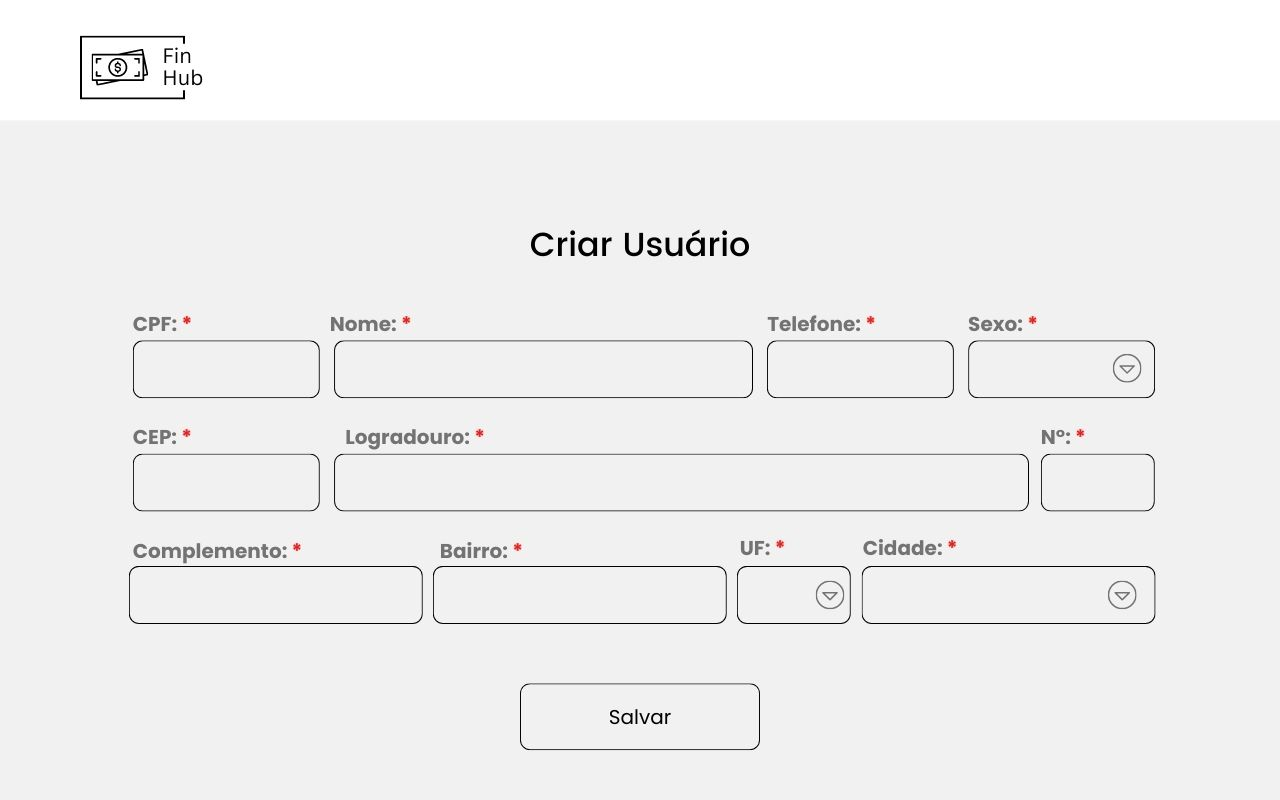 Fin
Hub
Criar Usuário
CPF: * Nome: * Telefone: * Sexo: *
CEP: * Logradouro: * Nº: *
Complemento: * Bairro: * UF: * Cidade: *
Salvar